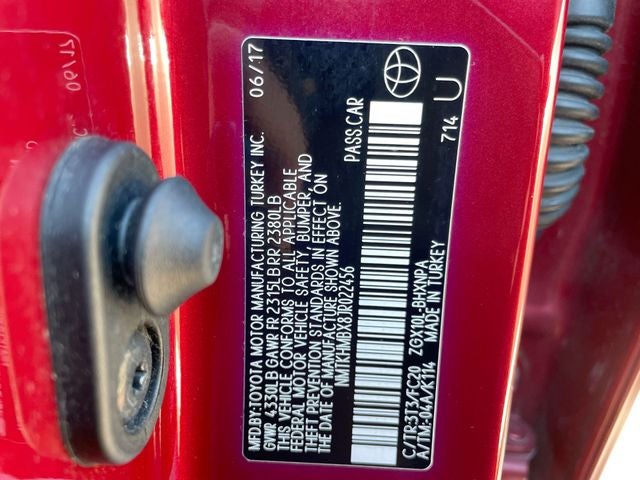 MFD.BY:TOYOTA MOTOR MANUFACTURING TURKEY INC. 06/17
GVWR 4330LB GAWR FR 2315LB RR 2380LB
THIS VEHICLE CONFORMS TO ALL APPLICABLE
FEDERAL MOTOR VEHICLE SAFETY, BUMPER, AND
THEFT PREVENTION STANDARDS IN EFFECT ON
THE DATE OF MANUFACTURE SHOWN ABOVE.
NMTKHMBX8JR022456 PASS.CAR
C/TR:3T3/FC20 ZGX10L-BHXNPA 714 U
A/TM:-04A/K114 MADE IN TURKEY
06/17